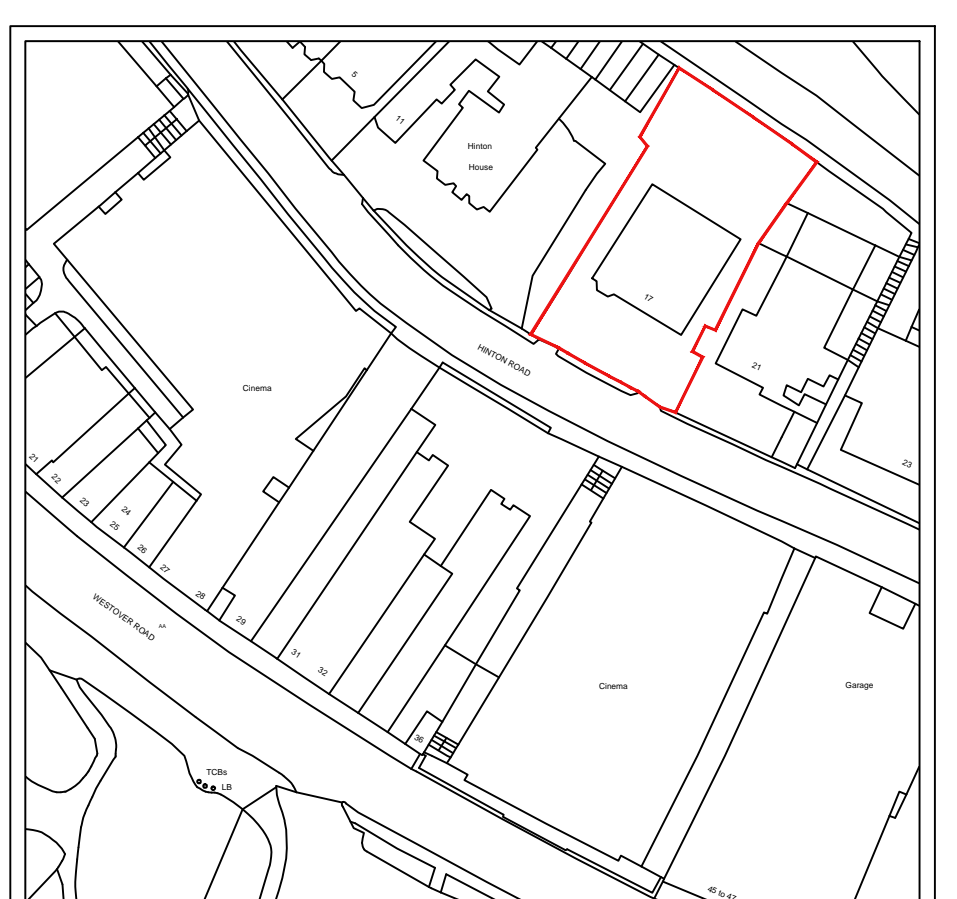 5
11
Hinton
House
17
HINTON ROAD
21
23
Cinema
21
22
23
24
25
26
27
28
29
31
32
36
WESTOVER ROAD
Cinema
Garage
TCBs
LB
45 to 47